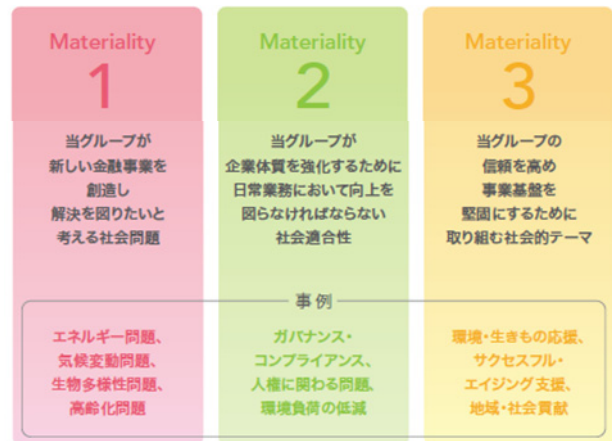 Materiality
1
当グループが
新しい金融事業を
創造し
解決を図りたいと
考える社会問題
Materiality
2
当グループが
企業体質を強化するために
日常業務において向上を
図らなければならない
社会適合性
Materiality
3
当グループの
信頼を高め
事業基盤を
堅固にするために
取り組む社会的テーマ
事例
エネルギー問題、
気候変動問題、
生物多様性問題、
高齢化問題
ガバナンス・
コンプライアンス、
人権に関わる問題、
環境負荷の低減
環境・生きもの応援、
サクセスフル・
エイジング支援、
地域・社会貢献